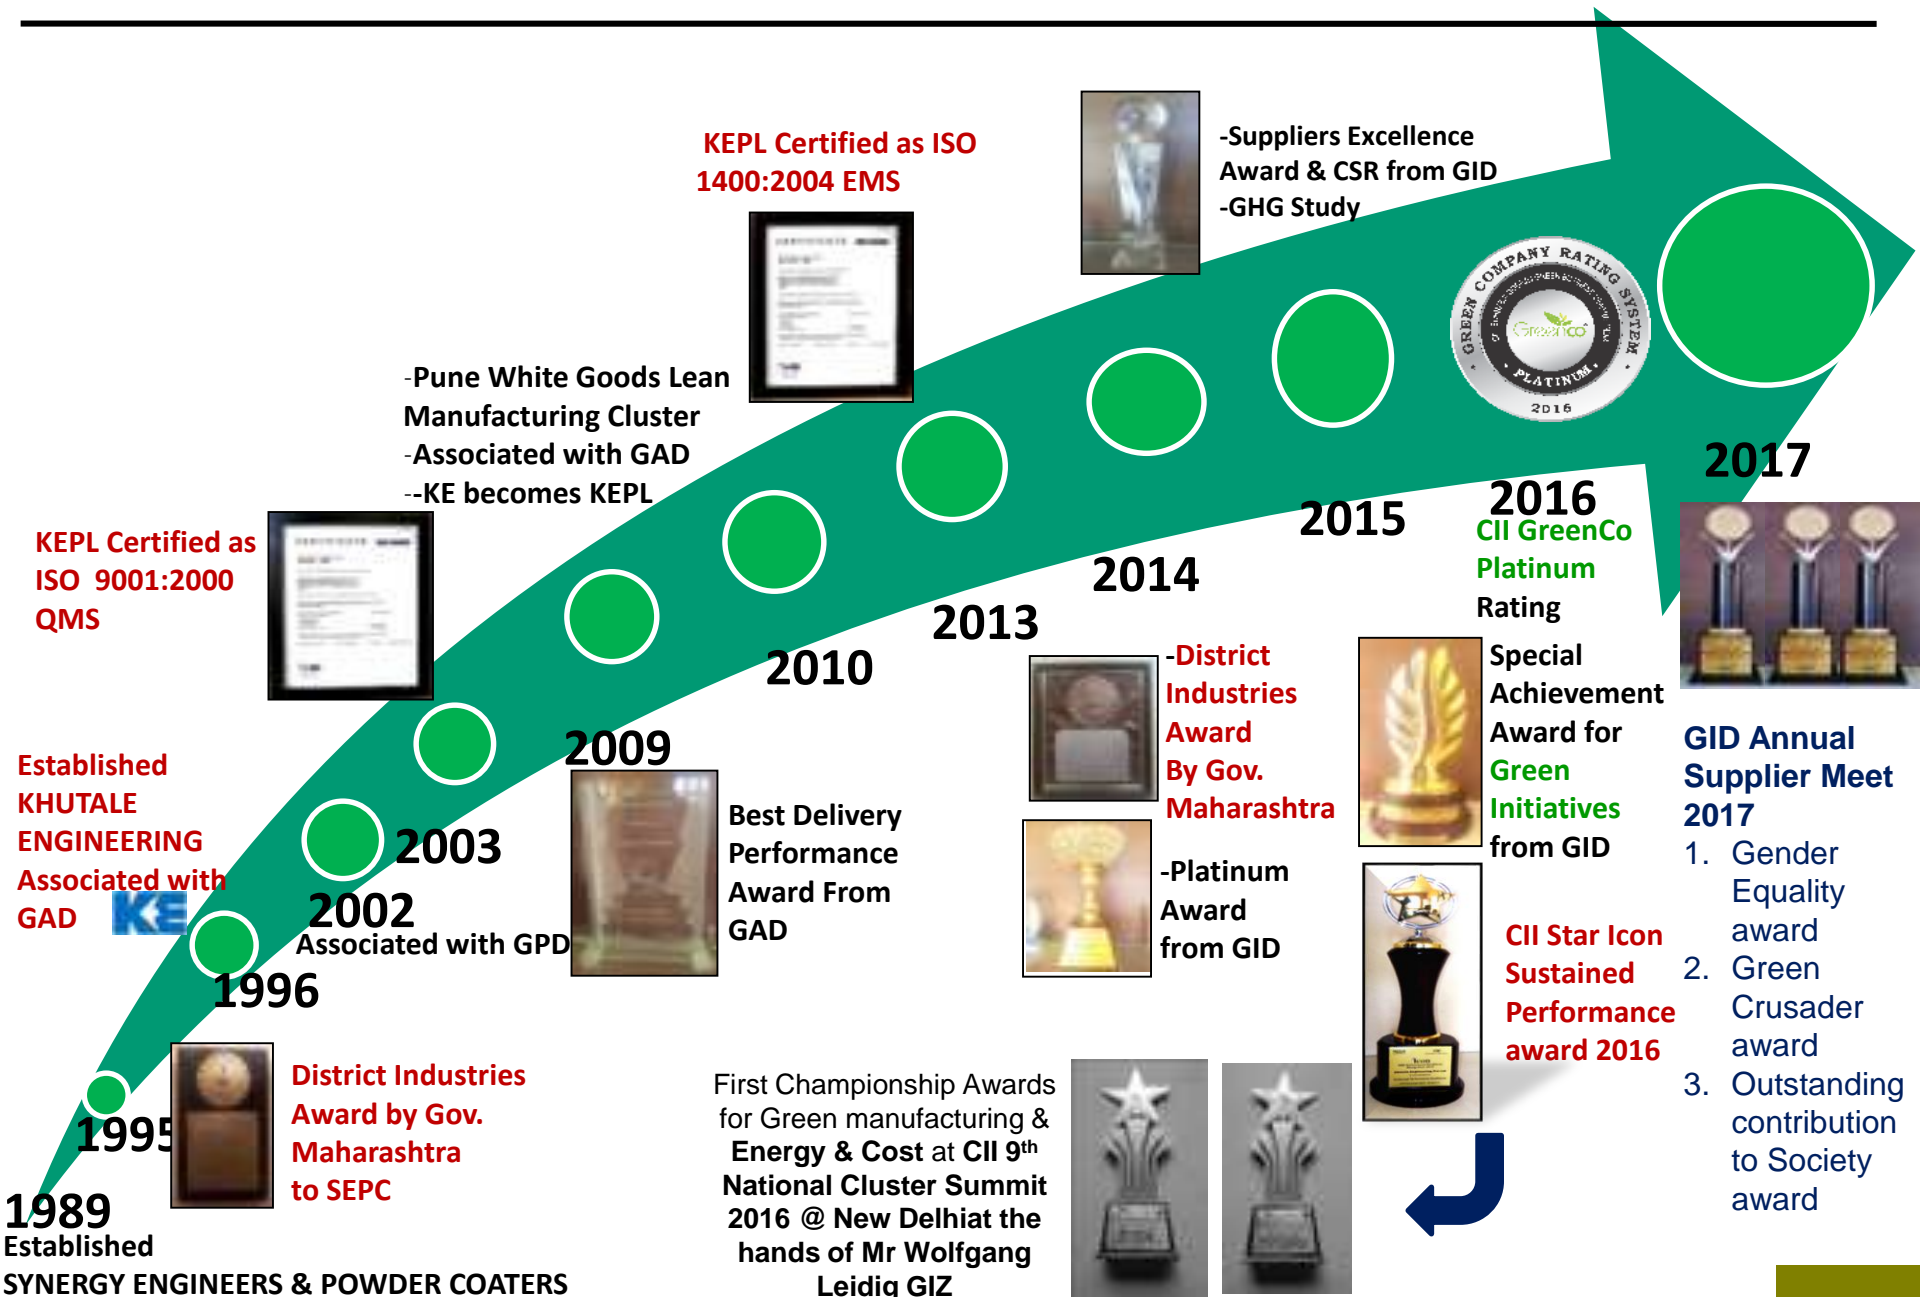 KEPL Certified as ISO
1400:2004 EMS
-Suppliers Excellence
Award & CSR from GID
-GHG Study
GREEN COMPANY RATING SYSTEM
Greenco
PLATINUM
2016
-Pune White Goods Lean
Manufacturing Cluster
-Associated with GAD
--KE becomes KEPL
KEPL Certified as
ISO 9001:2000
QMS
2017
2016
CII GreenCo
Platinum
Rating
2015
2014
2013
2010
2009
2003
2002
Associated with GPD
1996
1995
1989
Established
SYNERGY ENGINEERS & POWDER COATERS
Established
KHUTALE
ENGINEERING
Associated with
GAD
KE
District Industries
Award by Gov.
Maharashtra
to SEPC
Best Delivery
Performance
Award From
GAD
-District
Industries
Award
By Gov.
Maharashtra
-Platinum
Award
from GID
Special
Achievement
Award for
Green
Initiatives
from GID
CII Star Icon
Sustained
Performance
award 2016
First Championship Awards
for Green manufacturing &
Energy & Cost at CII 9th
National Cluster Summit
2016 @ New Delhiat the
hands of Mr Wolfgang
Leidig GIZ
GID Annual
Supplier Meet
2017
1. Gender
Equality
award
2. Green
Crusader
award
3. Outstanding
contribution
to Society
award